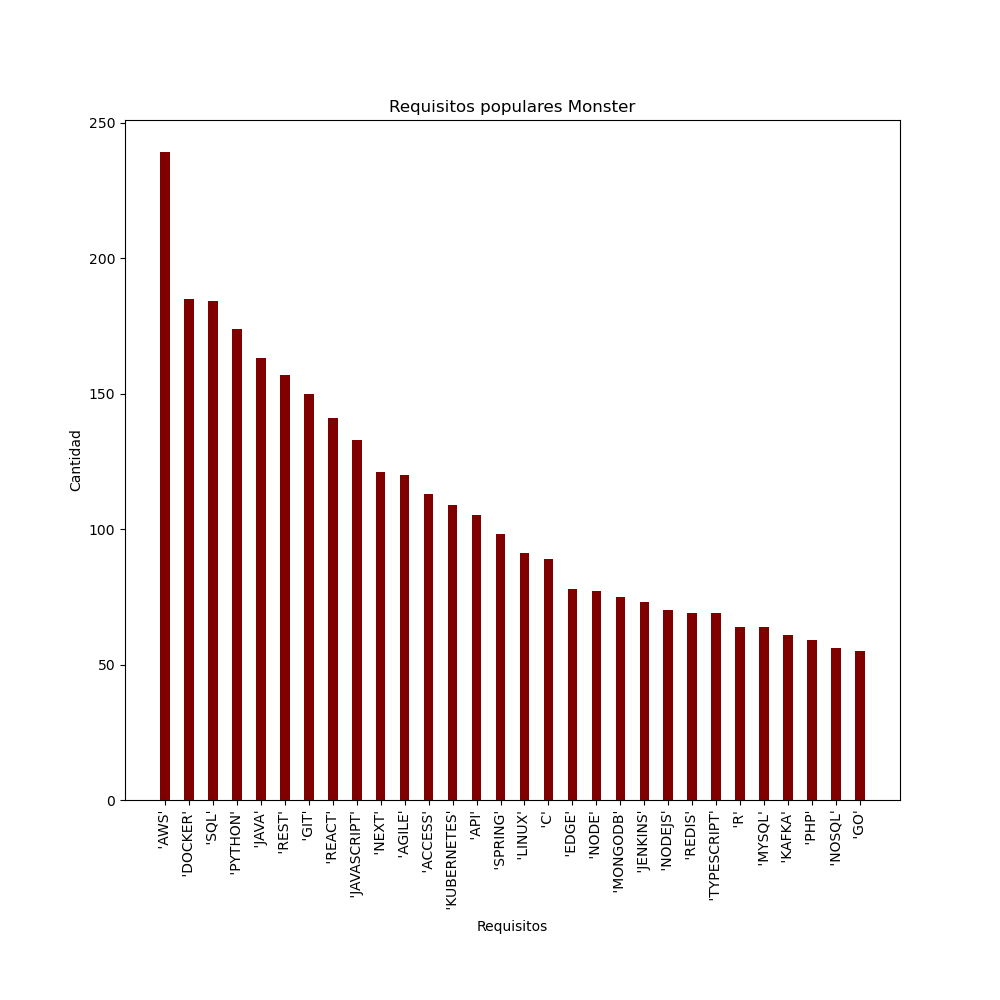 Requisitos populares Monster
250
200
150
100
50
0
Cantidad
'AWS'
'DOCKER'
'SQL'
'PYTHON'
'JAVA'
'REST'
'GIT'
'REACT'
'JAVASCRIPT'
'NEXT'
'AGILE'
'ACCESS'
'KUBERNETES'
'API'
'SPRING'
'LINUX'
'C'
'EDGE'
'NODE'
'MONGODB'
'JENKINS'
'NODEJS'
'REDIS'
'TYPESCRIPT'
'R'
'MYSQL'
'KAFKA'
'PHP'
'NOSQL'
'GO'
Requisitos